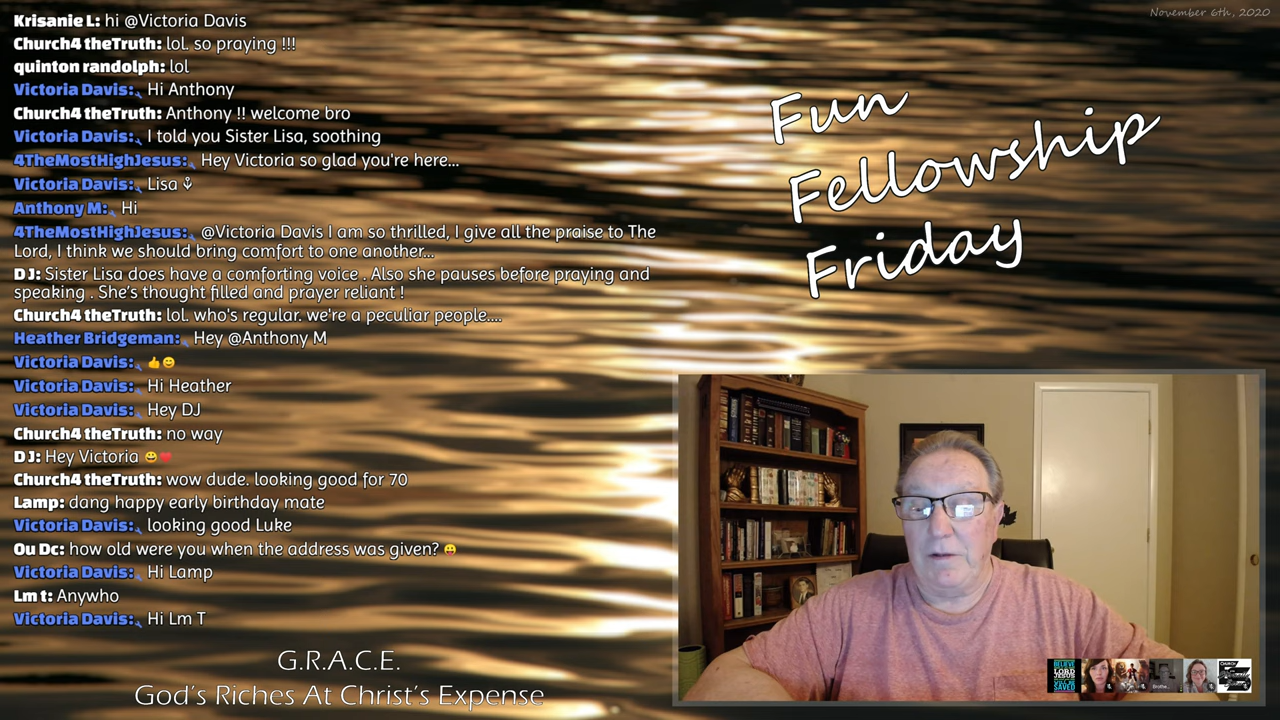 November 6th, 2020
Krisanie L: hi @Victoria Davis
Church4 theTruth: lol. so praying !!!
quinton randolph: lol
Victoria Davis: Hi Anthony
Church4 theTruth: Anthony !! welcome bro
Victoria Davis: I told you Sister Lisa, soothing
4TheMostHighJesus: Hey Victoria so glad you're here...
Victoria Davis: Lisa
Anthony M: Hi
4TheMostHighJesus: @Victoria Davis I am so thrilled, I give all the praise to The
Lord, I think we should bring comfort to one another...
D J: Sister Lisa does have a comforting voice . Also she pauses before praying and
speaking . She's thought filled and prayer reliant !
Church4 theTruth: lol. who's regular. we're a peculiar people....
Heather Bridgeman: Hey @Anthony M
Victoria Davis: 👍😊
Victoria Davis: Hi Heather
Victoria Davis: Hey DJ
Church4 theTruth: no way
D J: Hey Victoria 😀❤️
Church4 theTruth: wow dude. looking good for 70
Lamp: dang happy early birthday mate
Victoria Davis: looking good Luke
Ou Dc: how old were you when the address was given? 😛
Victoria Davis: Hi Lamp
Lm t: Anywho
Victoria Davis: Hi Lm T
G.R.A.C.E.
God's Riches At Christ's Expense
Fun
Fellowship
Friday
BELIEVE
LORD
JESUS
SAVED
Brothe...
CHURCH